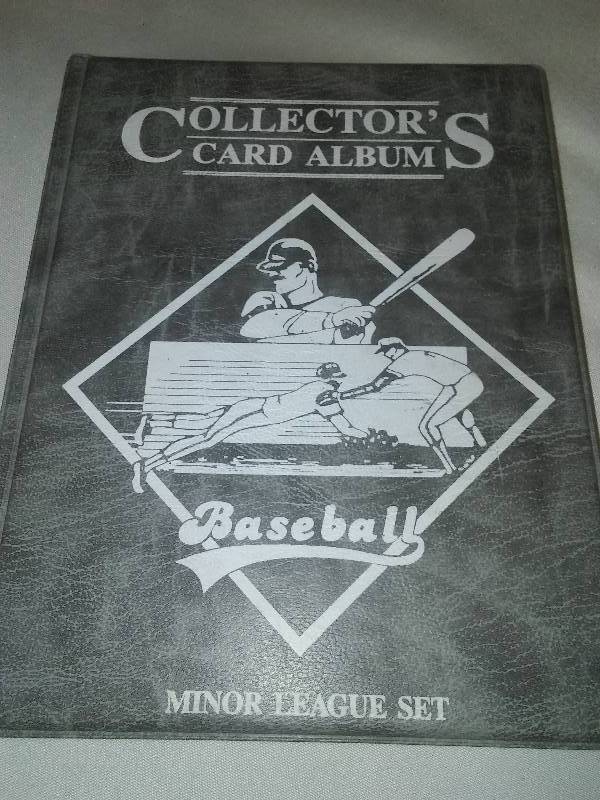 COLLECTOR'S
CARD ALBUM
Baseball
MINOR LEAGUE SET